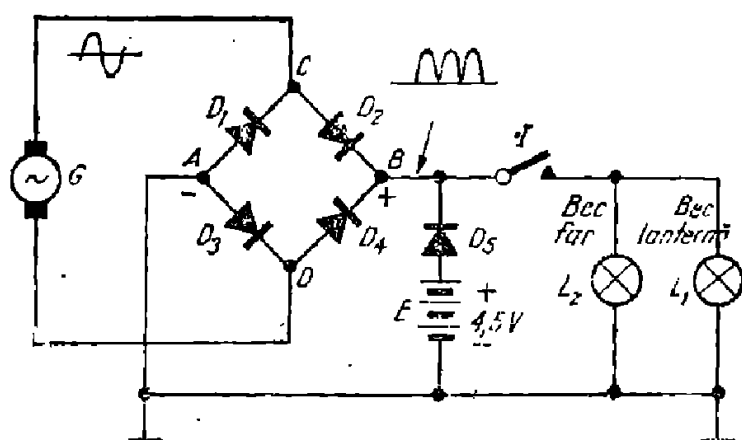 C
D₁
D₂
I
G
A
B
-
+
Bec far
Bec lanternă
D₃
D₄
D₅
D
E
+
4,5V
--
L₂
L₁
~